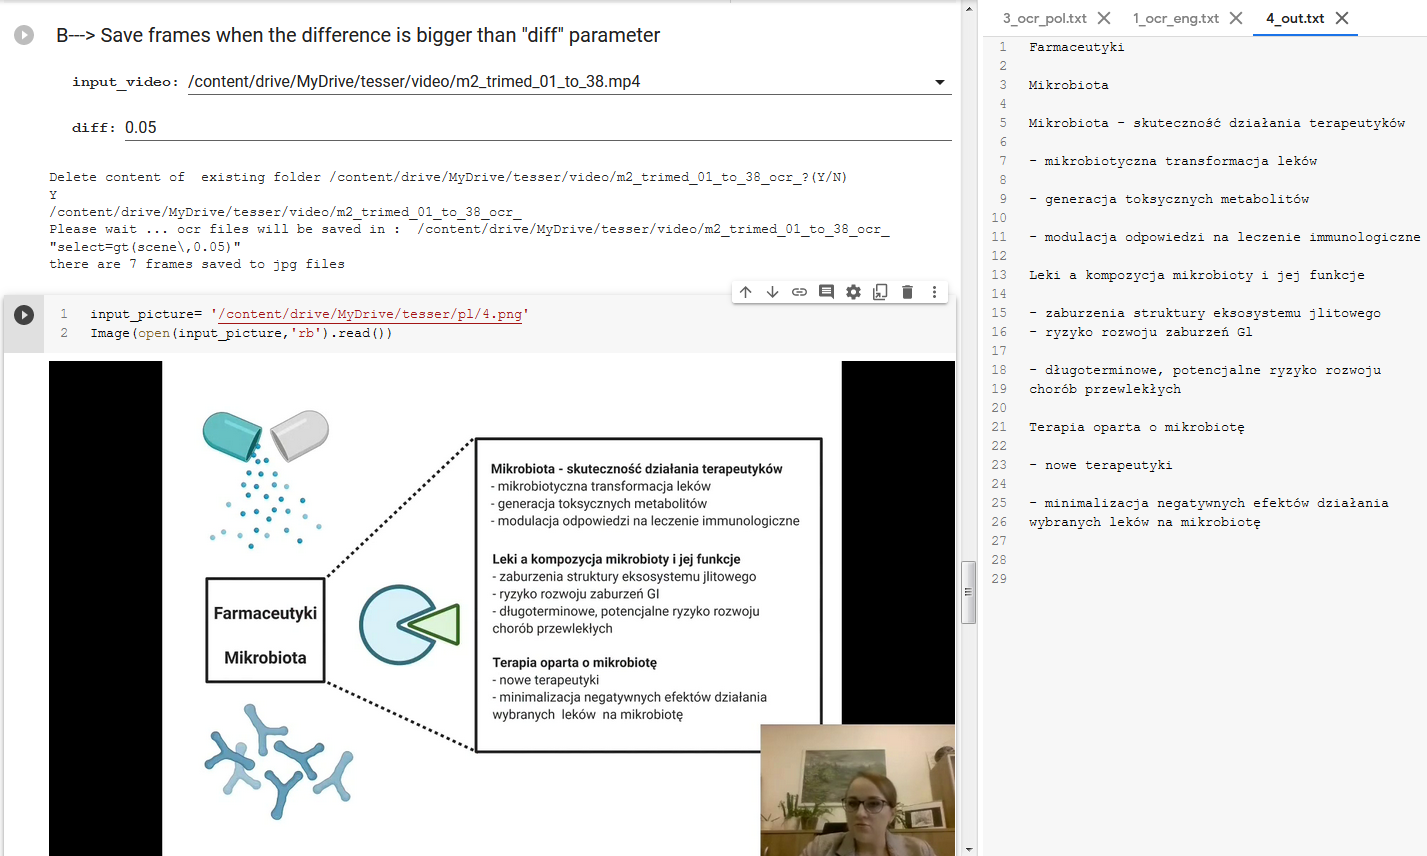 B---> Save frames when the difference is bigger than "diff" parameter
input_video: /content/drive/MyDrive/tesser/video/m2_trimed_01_to_38.mp4
diff: 0.05
Delete content of  existing folder /content/drive/MyDrive/tesser/video/m2_trimed_01_to_38_ocr_?(Y/N)
Y
/content/drive/MyDrive/tesser/video/m2_trimed_01_to_38_ocr_
Please wait ... ocr files will be saved in :  /content/drive/MyDrive/tesser/video/m2_trimed_01_to_38_ocr_
"select=gt(scene\,0.05)"
there are 7 frames saved to jpg files
1 input_picture= '/content/drive/MyDrive/tesser/pl/4.png'
2 Image(open(input_picture,'rb').read())
Farmaceutyki
Mikrobiota
Mikrobiota - skuteczność działania terapeutyków
- mikrobiotyczna transformacja leków
- generacja toksycznych metabolitów
- modulacja odpowiedzi na leczenie immunologiczne
Leki a kompozycja mikrobioty i jej funkcje
- zaburzenia struktury eksosystemu jlitowego
- ryzyko rozwoju zaburzeń GI
- długoterminowe, potencjalne ryzyko rozwoju
chorób przewlekłych
Terapia oparta o mikrobiotę
- nowe terapeutyki
- minimalizacja negatywnych efektów działania
wybranych leków na mikrobiotę
3_ocr_pol.txt 1_ocr_eng.txt 4_out.txt
1 Farmaceutyki
2
3 Mikrobiota
4
5 Mikrobiota - skuteczność działania terapeutyków
6
7 - mikrobiotyczna transformacja leków
8
9 - generacja toksycznych metabolitów
10
11 - modulacja odpowiedzi na leczenie immunologiczne
12
13 Leki a kompozycja mikrobioty i jej funkcje
14
15 - zaburzenia struktury eksosystemu jlitowego
16 - ryzyko rozwoju zaburzeń Gl
17
18 - długoterminowe, potencjalne ryzyko rozwoju
19 chorób przewlekłych
20
21 Terapia oparta o mikrobiotę
22
23 - nowe terapeutyki
24
25 - minimalizacja negatywnych efektów działania
26 wybranych leków na mikrobiotę
27
28
29